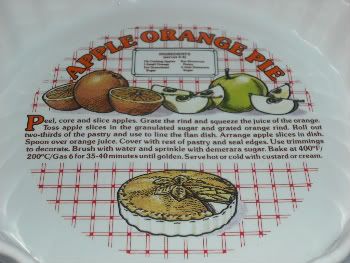 APPLE ORANGE PIE
INGREDIENTS
Peel, core and slice apples. Grate the rind and squeeze the juice of the orange.
Toss apple slices in the granulated sugar and grated orange rind. Roll out
two-thirds of the pastry and use to line the flan dish. Arrange apple slices in dish.
Spoon over orange juice. Cover with rest of pastry and seal edges. Use trimmings
to decorate. Brush with water and sprinkle with demerara sugar. Bake at 400°F/
200°C/Gas 6 for 35-40 minutes until golden. Serve hot or cold with custard or cream.